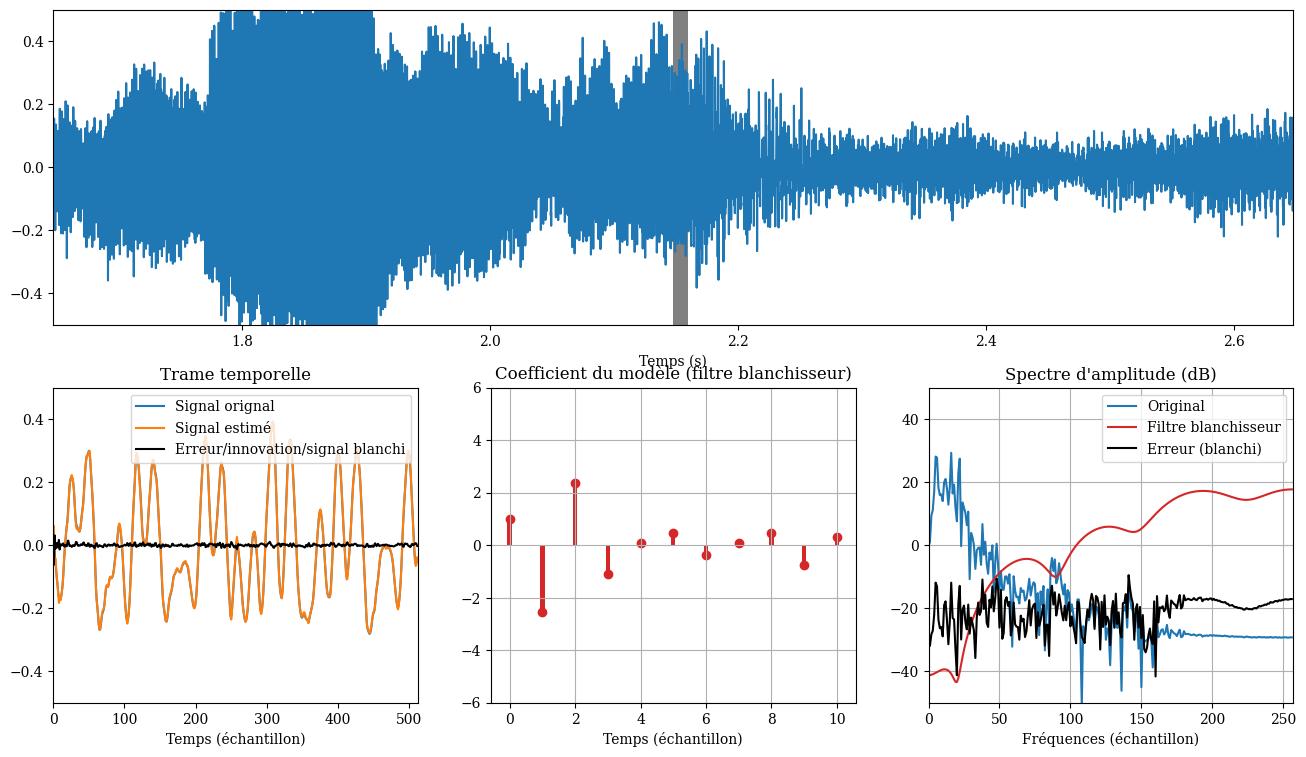 0.4
0.2
0.0
−0.2
−0.4
1.8 2.0 2.2 2.4 2.6
Temps (s)
Trame temporelle
Signal orignal
Signal estimé
Erreur/innovation/signal blanchi
0.4
0.2
0.0
−0.2
−0.4
0 100 200 300 400 500
Temps (échantillon)
Coefficient du modèle (filtre blanchisseur)
6
4
2
0
−2
−4
−6
0 2 4 6 8 10
Temps (échantillon)
Spectre d'amplitude (dB)
Original
Filtre blanchisseur
Erreur (blanchi)
40
20
0
−20
−40
0 50 100 150 200 250
Fréquences (échantillon)